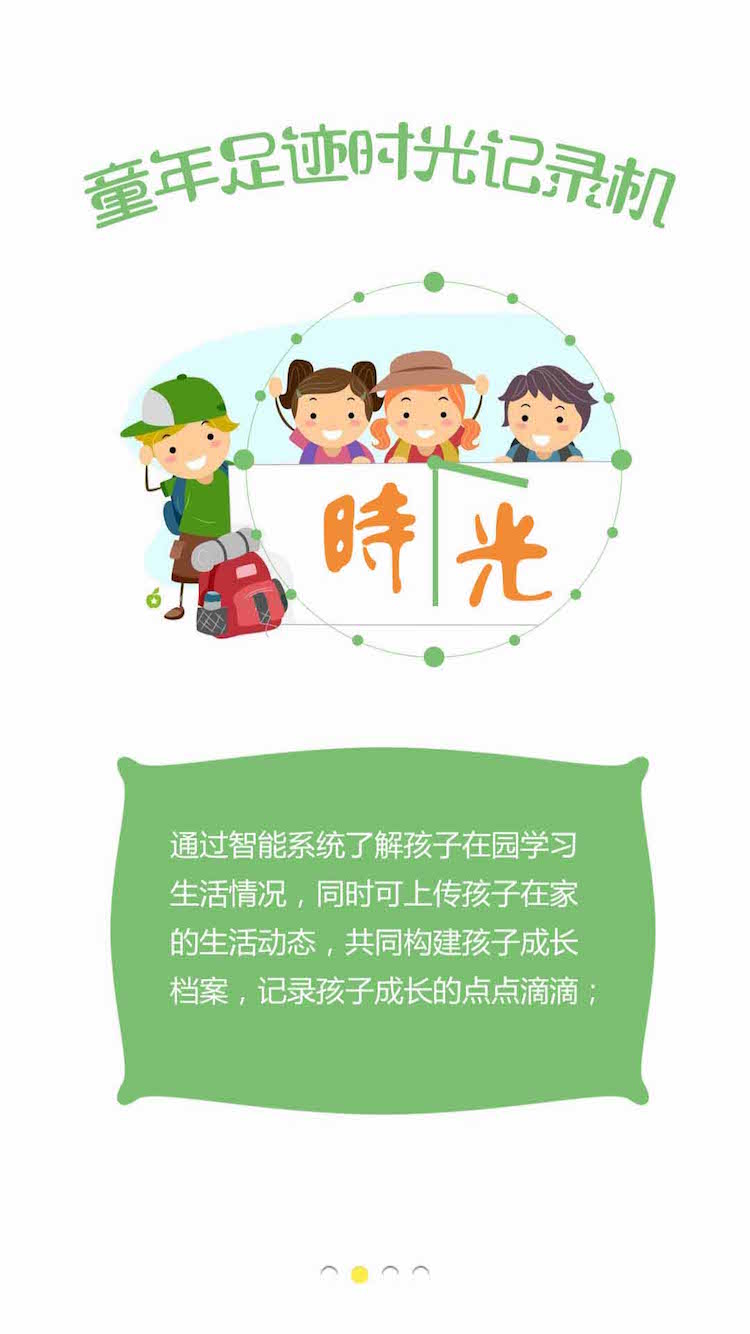 童年足迹时光记录机
時光
通过智能系统了解孩子在园学习
生活情况，同时可上传孩子在家
的生活动态，共同构建孩子成长
档案，记录孩子成长的点点滴滴；